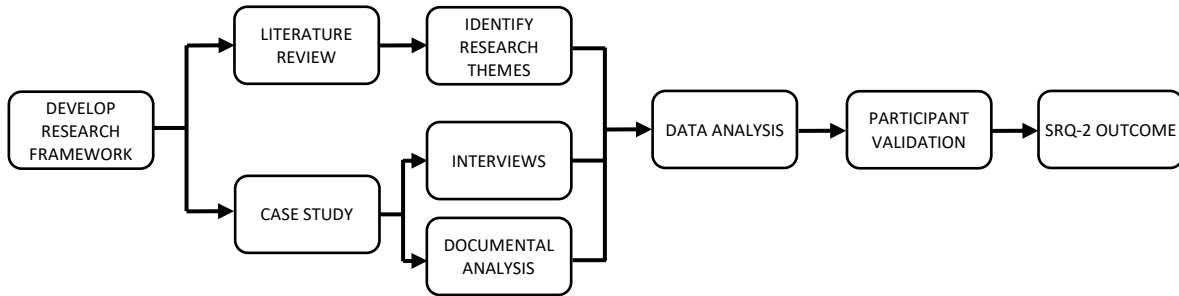 DEVELOP
RESEARCH
FRAMEWORK
LITERATURE
REVIEW
IDENTIFY
RESEARCH
THEMES
CASE STUDY
INTERVIEWS
DOCUMENTAL
ANALYSIS
DATA ANALYSIS
PARTICIPANT
VALIDATION
SRQ-2 OUTCOME